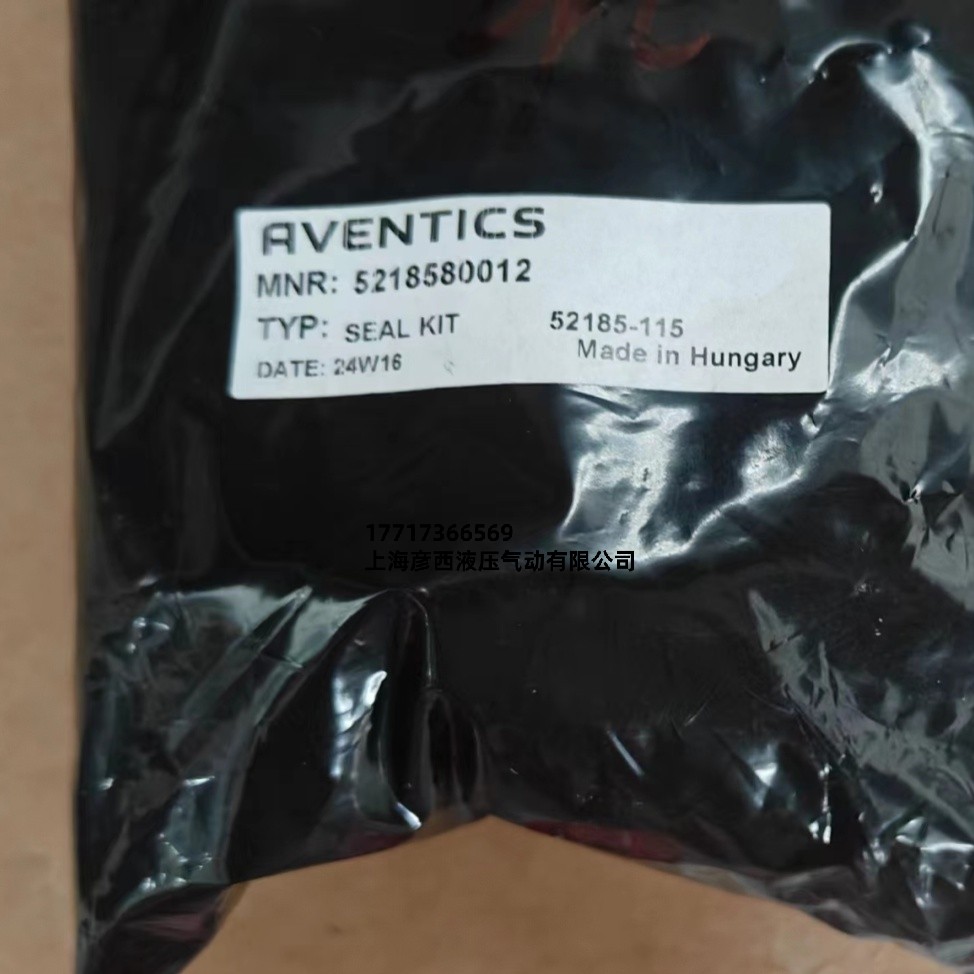 AVENTICS
MNR: 5218580012
TYP: SEAL KIT 52185-115
DATE: 24W16 Made in Hungary
17717366569
上海彦西液压气动有限公司